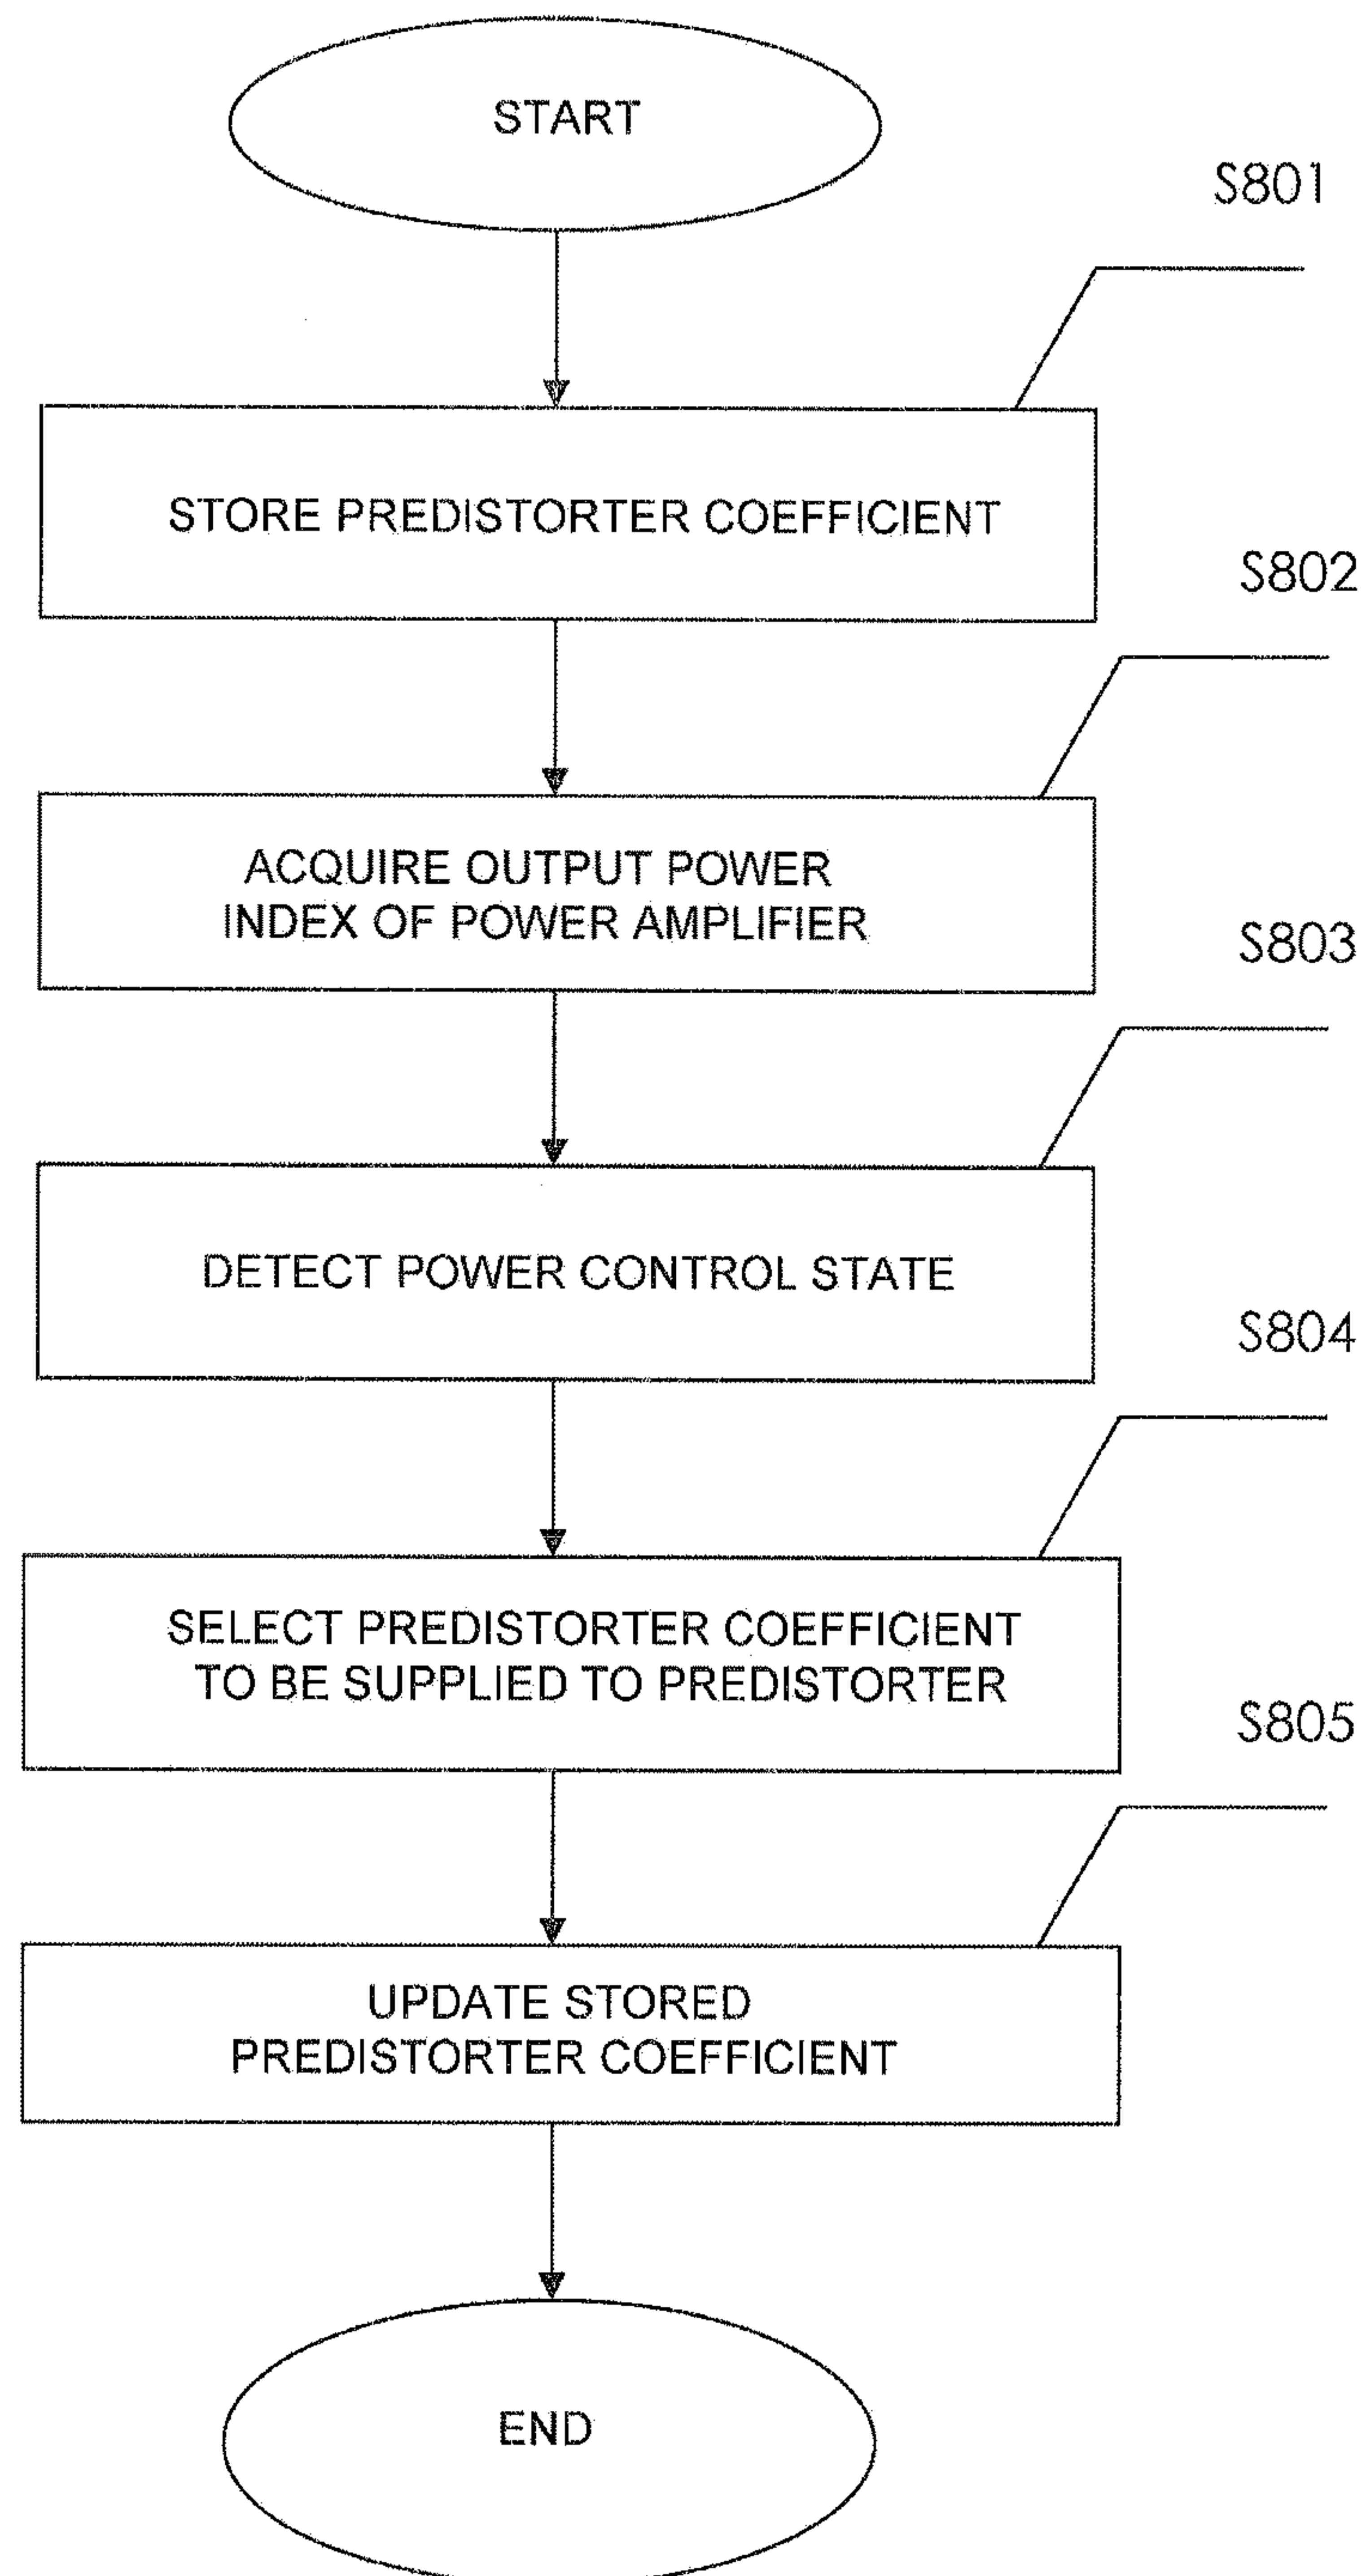 START
S801
STORE PREDISTORTER COEFFICIENT
S802
ACQUIRE OUTPUT POWER
INDEX OF POWER AMPLIFIER
S803
DETECT POWER CONTROL STATE
S804
SELECT PREDISTORTER COEFFICIENT
TO BE SUPPLIED TO PREDISTORTER
S805
UPDATE STORED
PREDISTORTER COEFFICIENT
END